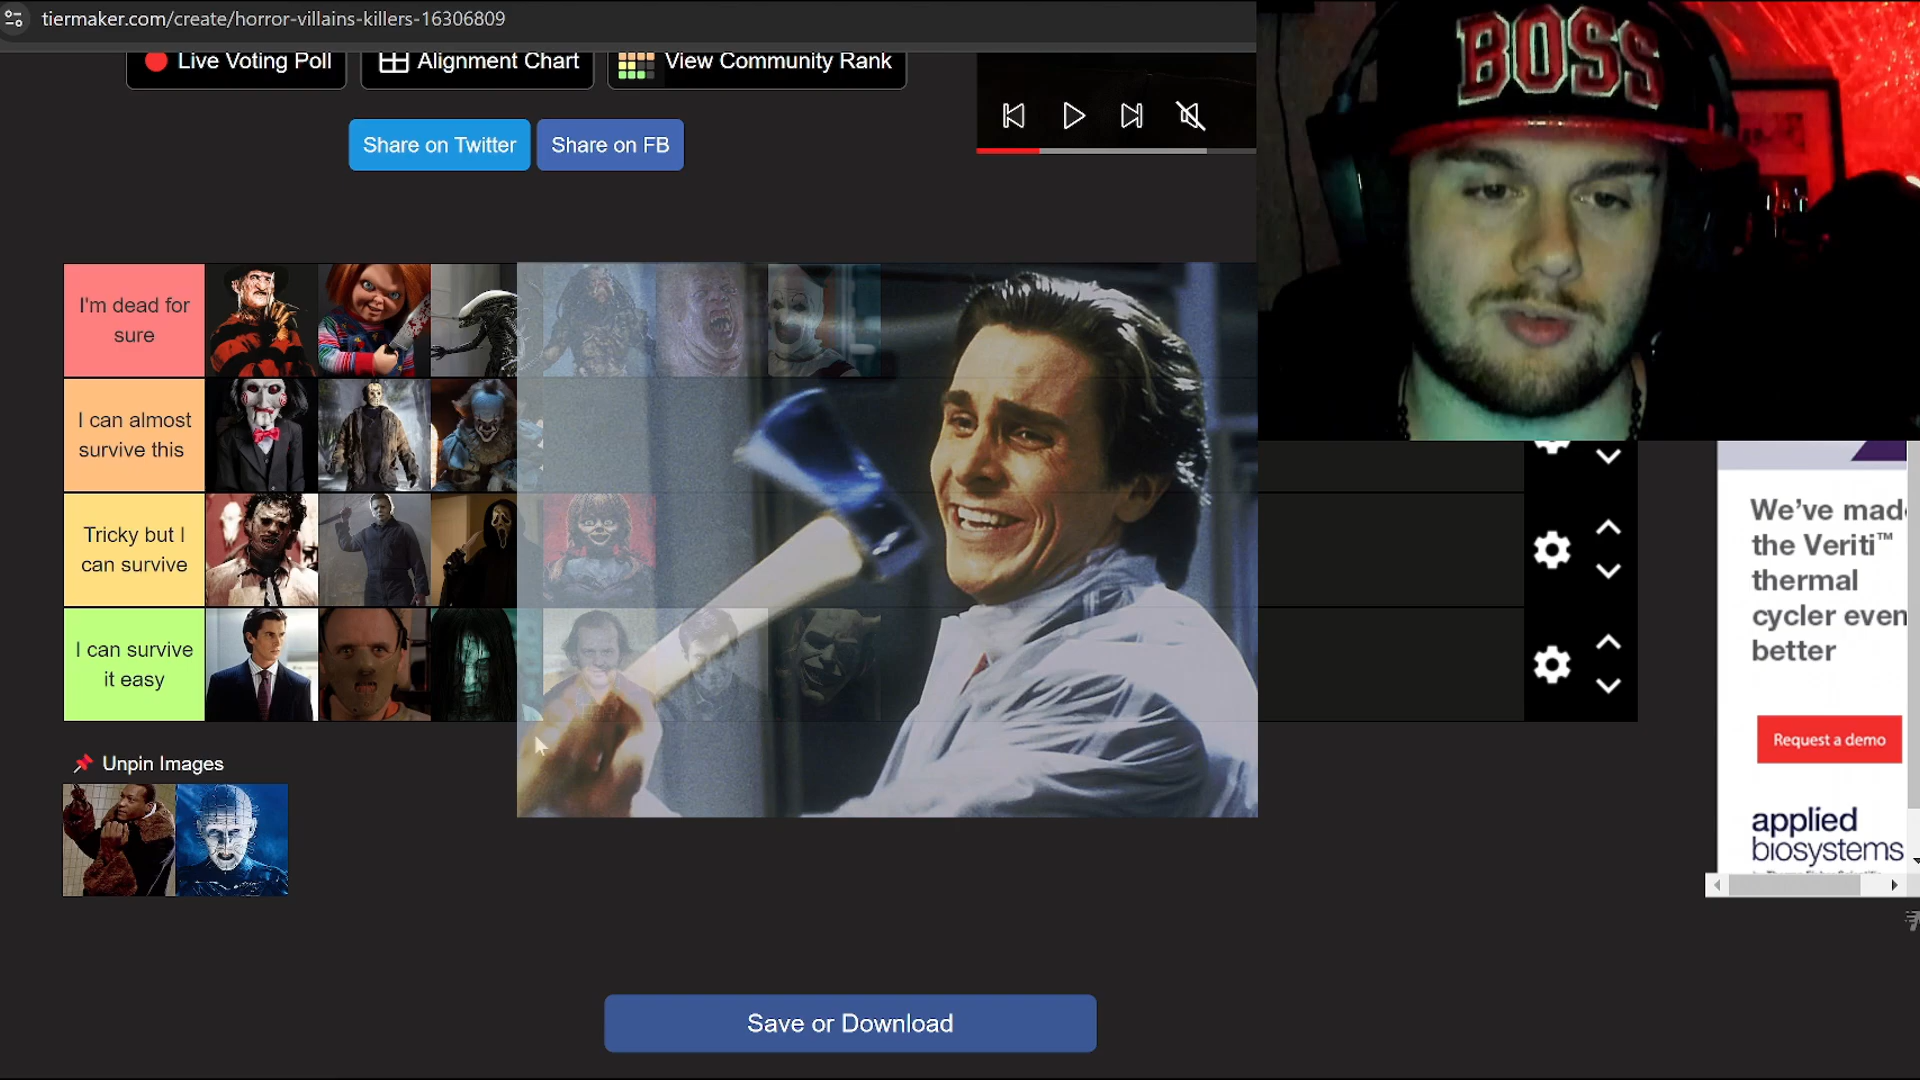 tiermaker.com/create/horror-villains-killers-16306809
Live Voting Poll
Alignment Chart
View Community Rank
Share on Twitter
Share on FB
BOSS
I'm dead for
sure
I can almost
survive this
Tricky but I
can survive
I can survive
it easy
Unpin Images
We've mad
the Veriti™
thermal
cycler even
better
Request a demo
applied
biosystems
Save or Download